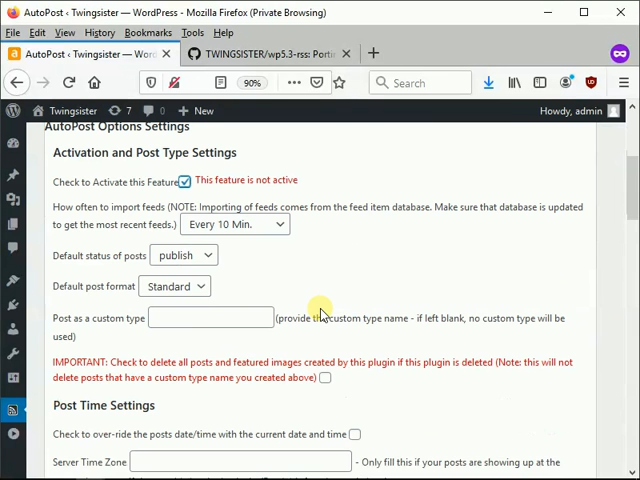 AutoPost ‹ Twingsister — WordPress - Mozilla Firefox (Private Browsing)
File Edit View History Bookmarks Tools Help
AutoPost ‹ Twingsister — Word
TWINGSISTER/wp5.3-rss: Portin
90%
Search
Twingsister 7 0 New Howdy, admin
AutoPost Options Settings
Activation and Post Type Settings
Check to Activate this Feature This feature is not active
How often to import feeds (NOTE: Importing of feeds comes from the feed item database. Make sure that database is updated
to get the most recent feeds.) Every 10 Min.
Default status of posts publish
Default post format Standard
Post as a custom type (provide the custom type name - if left blank, no custom type will be
used)
IMPORTANT: Check to delete all posts and featured images created by this plugin if this plugin is deleted (Note: this will not
delete posts that have a custom type name you created above)
Post Time Settings
Check to over-ride the posts date/time with the current date and time
Server Time Zone - Only fill this if your posts are showing up at the